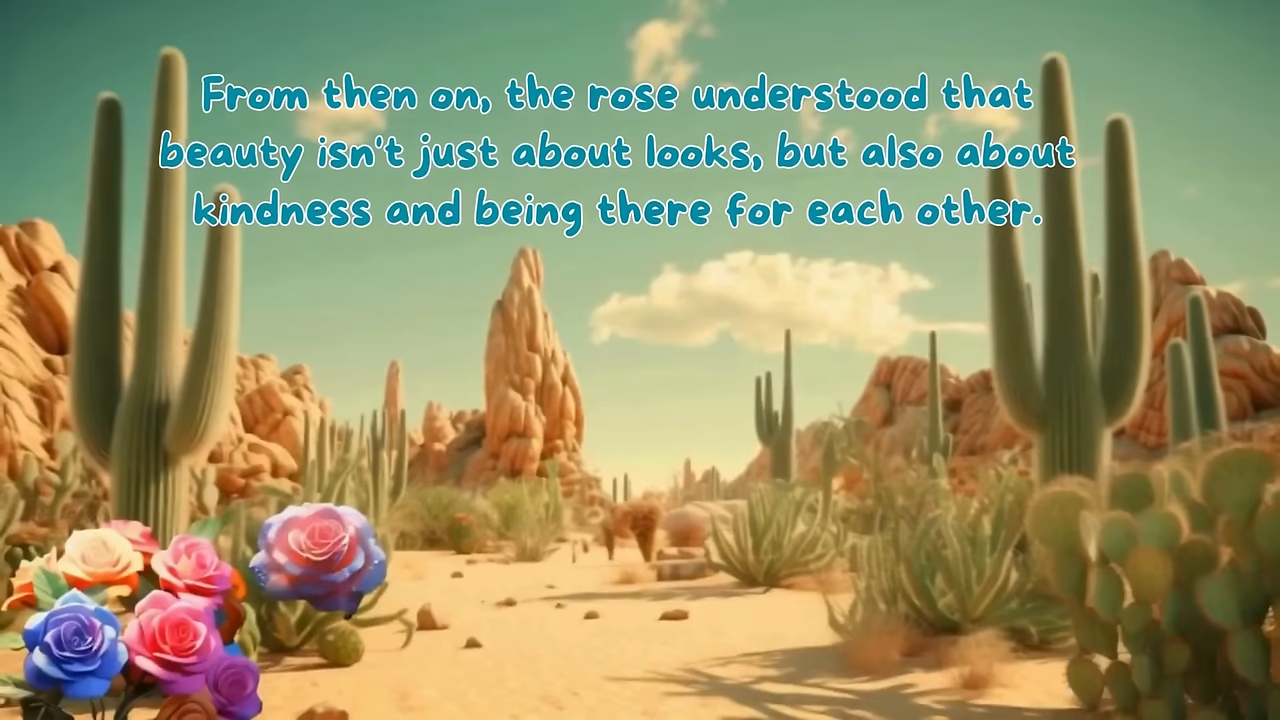 From then on, the rose understood that
beauty isn't just about looks, but also about
kindness and being there for each other.